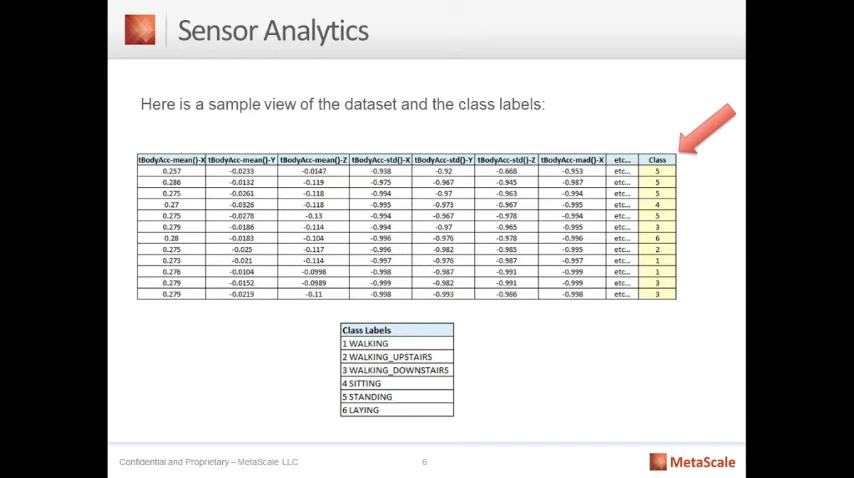 Sensor Analytics
Here is a sample view of the dataset and the class labels:
tBodyAcc-mean()-X tBodyAcc-mean()-Y tBodyAcc-mean()-Z tBodyAcc-std()-X tBodyAcc-std()-Y tBodyAcc-std()-Z tBodyAcc-mad()-X etc... Class
0.257 -0.0233 -0.0147 -0.938 -0.92 -0.668 -0.953 etc... 5
0.286 -0.0132 -0.119 -0.975 -0.967 -0.945 -0.987 etc... 5
0.275 -0.0261 -0.118 -0.994 -0.97 -0.963 -0.994 etc... 5
0.27 -0.0326 -0.118 -0.995 -0.973 -0.967 -0.995 etc... 4
0.275 -0.0278 -0.13 -0.994 -0.967 -0.978 -0.994 etc... 5
0.279 -0.0186 -0.114 -0.994 -0.97 -0.965 -0.995 etc... 3
0.28 -0.0183 -0.104 -0.996 -0.976 -0.978 -0.996 etc... 6
0.275 -0.025 -0.117 -0.996 -0.982 -0.985 -0.995 etc... 2
0.273 -0.021 -0.114 -0.997 -0.976 -0.987 -0.997 etc... 1
0.276 -0.0104 -0.0998 -0.998 -0.987 -0.991 -0.999 etc... 1
0.279 -0.0152 -0.0989 -0.999 -0.982 -0.991 -0.999 etc... 3
0.279 -0.0219 -0.11 -0.998 -0.993 -0.986 -0.998 etc... 3
Class Labels
1 WALKING
2 WALKING_UPSTAIRS
3 WALKING_DOWNSTAIRS
4 SITTING
5 STANDING
6 LAYING
Confidential and Proprietary – MetaScale LLC 6 MetaScale